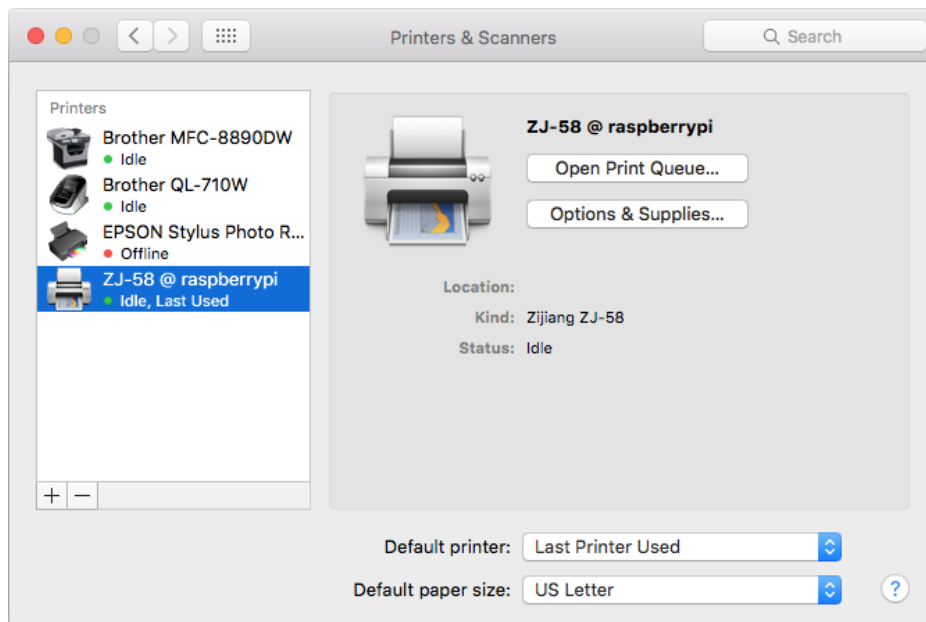 Printers & Scanners
Search
Printers
Brother MFC-8890DW
Idle
Brother QL-710W
Idle
EPSON Stylus Photo R...
Offline
ZJ-58 @ raspberrypi
Idle, Last Used
+ −
ZJ-58 @ raspberrypi
Open Print Queue...
Options & Supplies...
Location:
Kind: Zijiang ZJ-58
Status: Idle
Default printer: Last Printer Used
Default paper size: US Letter
?